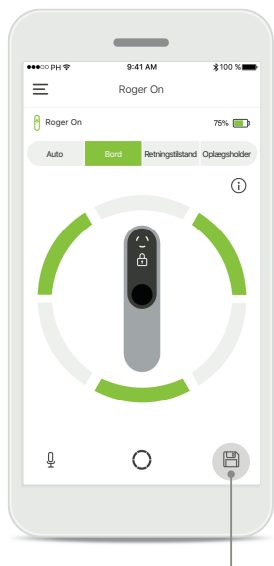 PH 9:41 AM 100 %
Roger On
Roger On 75%
Auto Bord Retningstilstand Oplægsholder